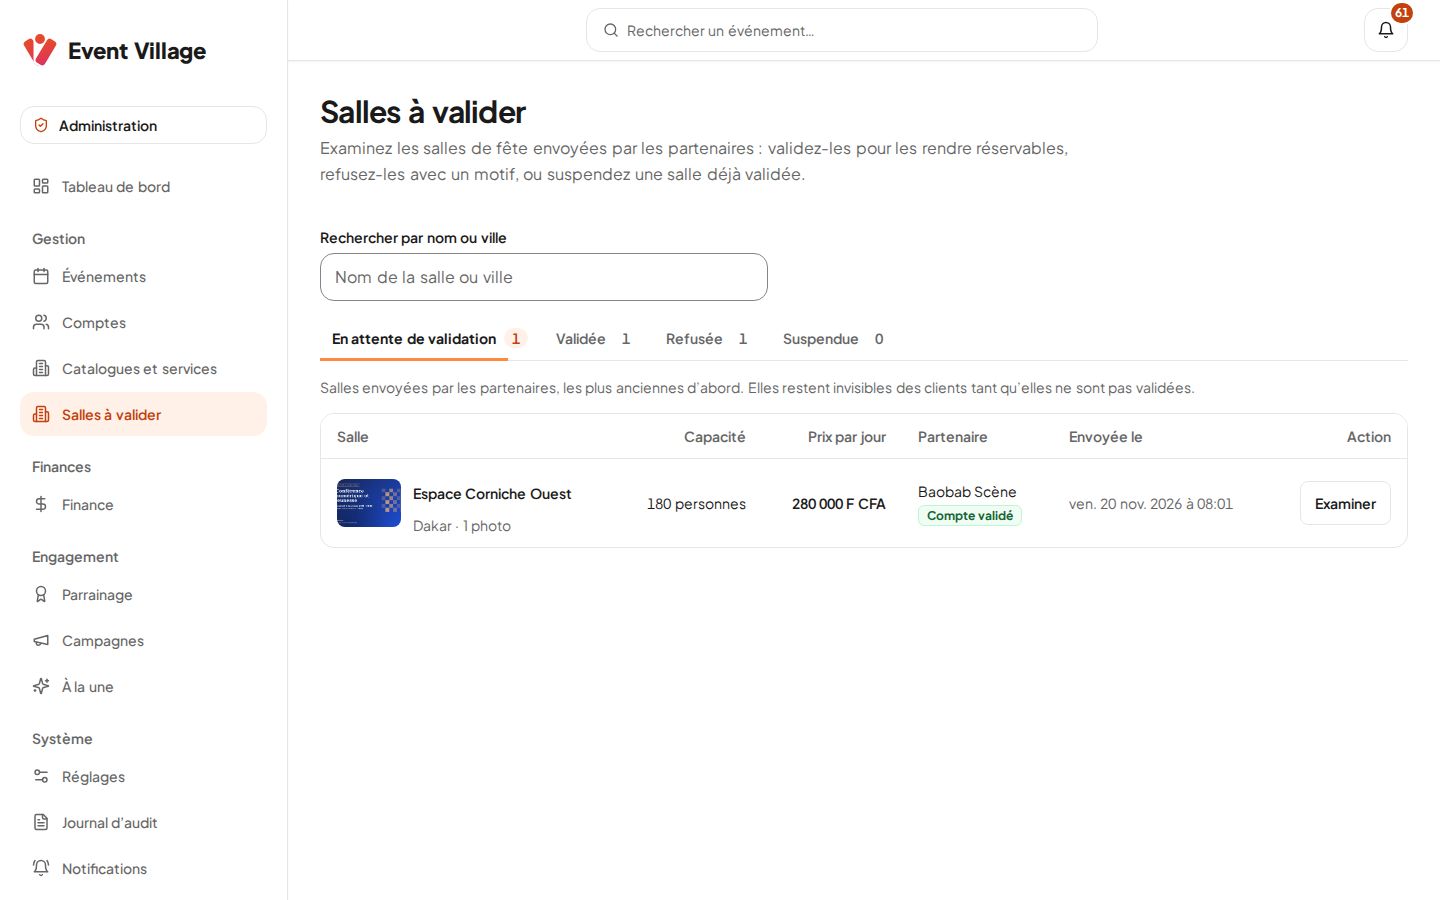 Event Village
Rechercher un événement...
61
Administration
Tableau de bord
Gestion
Événements
Comptes
Catalogues et services
Salles à valider
Finances
Finance
Engagement
Parrainage
Campagnes
À la une
Système
Réglages
Journal d'audit
Notifications
Salles à valider
Examinez les salles de fête envoyées par les partenaires : validez-les pour les rendre réservables,
refusez-les avec un motif, ou suspendez une salle déjà validée.
Rechercher par nom ou ville
Nom de la salle ou ville
En attente de validation 1 Validée 1 Refusée 1 Suspendue 0
Salles envoyées par les partenaires, les plus anciennes d'abord. Elles restent invisibles des clients tant qu'elles ne sont pas validées.
Salle Capacité Prix par jour Partenaire Envoyée le Action
Espace Corniche Ouest
Dakar · 1 photo
180 personnes
280 000 F CFA
Baobab Scène
Compte validé
ven. 20 nov. 2026 à 08:01
Examiner